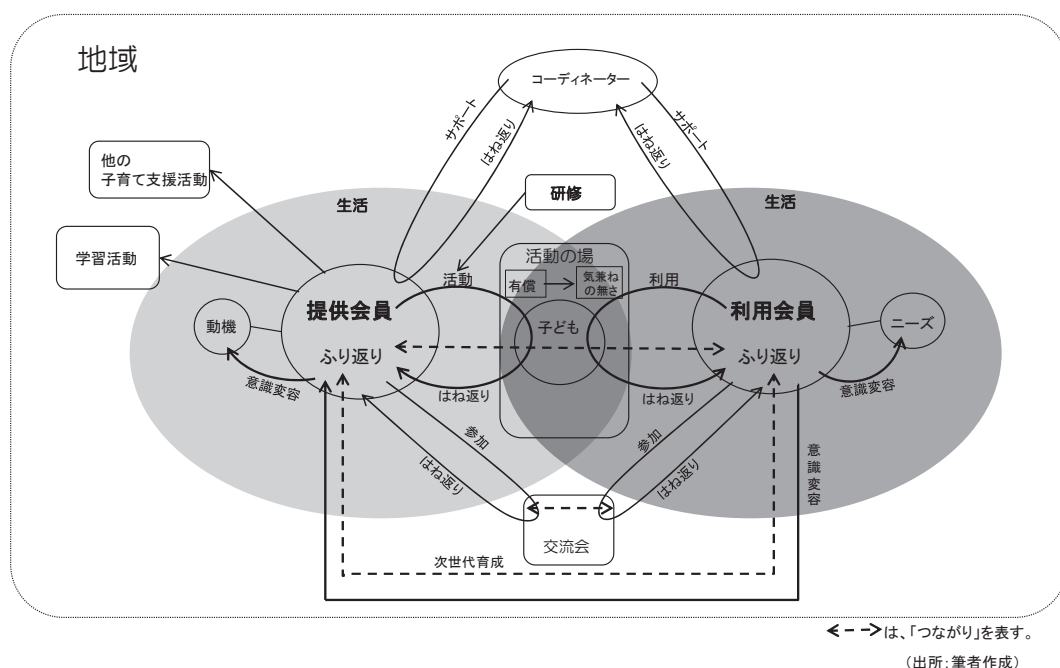 地域
コーディネーター
サポート
はね返り
はね返り
サポート
他の
子育て支援活動
学習活動
生活
研修
生活
活動の場
有償
気兼ね
の無さ
活動
利用
提供会員
子ども
利用会員
動機
ニーズ
ふり返り
ふり返り
意識変容
はね返り
はね返り
意識変容
参加
はね返り
参加
はね返り
意識変容
交流会
次世代育成
は、「つながり」を表す。
(出所:筆者作成)